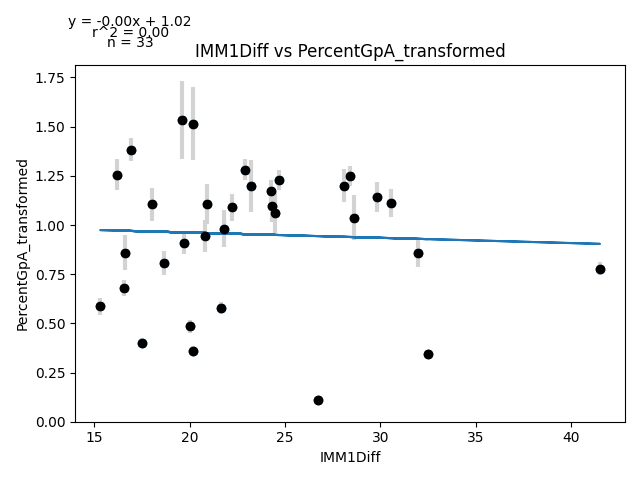 y = -0.00x + 1.02
r^2 = 0.00
n = 33
IMM1Diff vs PercentGpA_transformed
1.75
1.50
1.25
1.00
0.75
0.50
0.25
0.00
PercentGpA_transformed
15 20 25 30 35 40
IMM1Diff